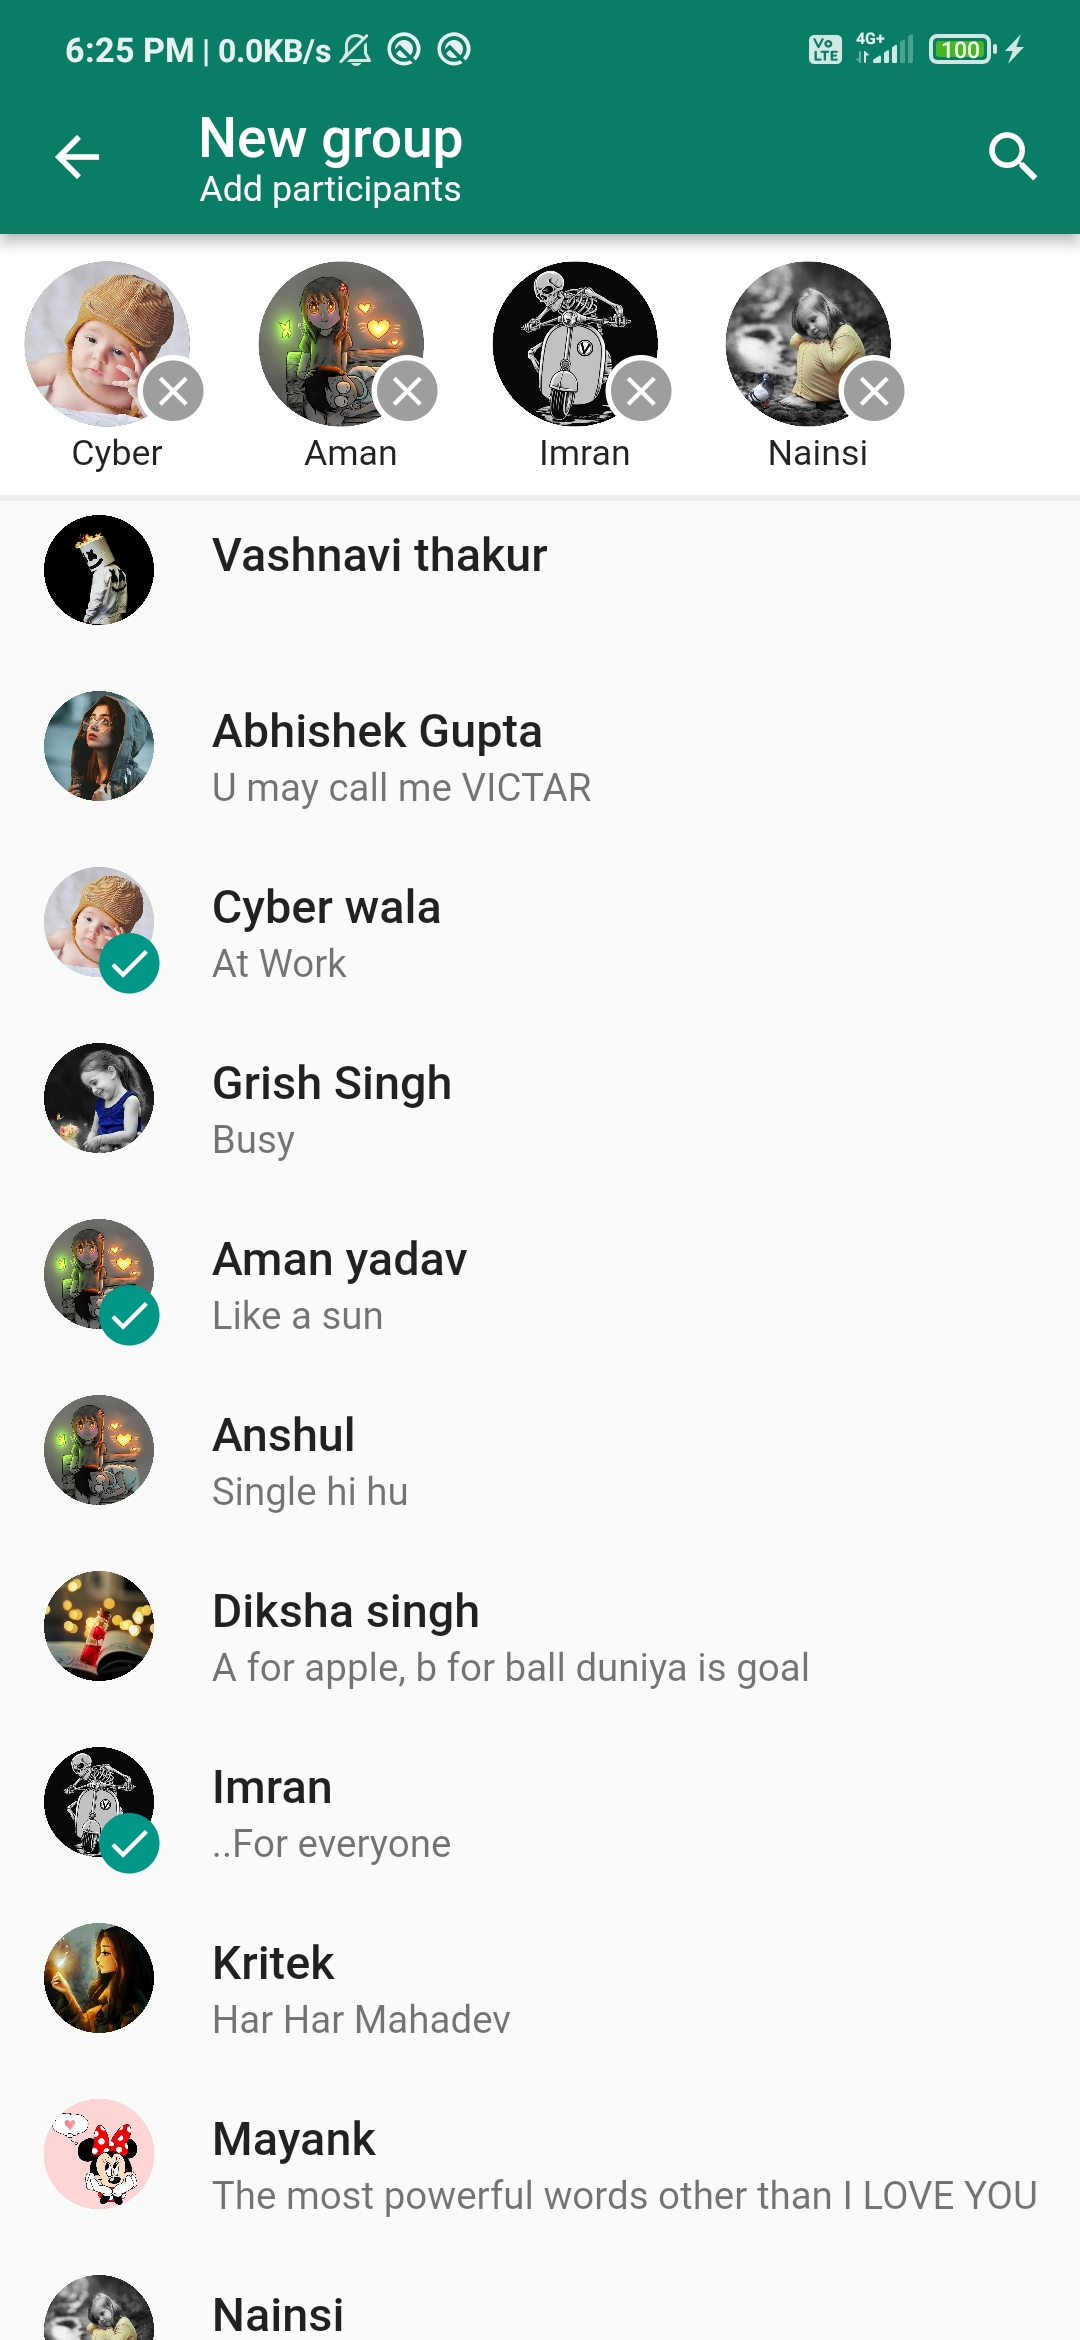 6:25 PM | 0.0KB/s
Vo LTE 4G+ 100
New group
Add participants
Cyber Aman Imran Nainsi
Vashnavi thakur
Abhishek Gupta
U may call me VICTAR
Cyber wala
At Work
Grish Singh
Busy
Aman yadav
Like a sun
Anshul
Single hi hu
Diksha singh
A for apple, b for ball duniya is goal
Imran
..For everyone
Kritek
Har Har Mahadev
Mayank
The most powerful words other than I LOVE YOU
Nainsi